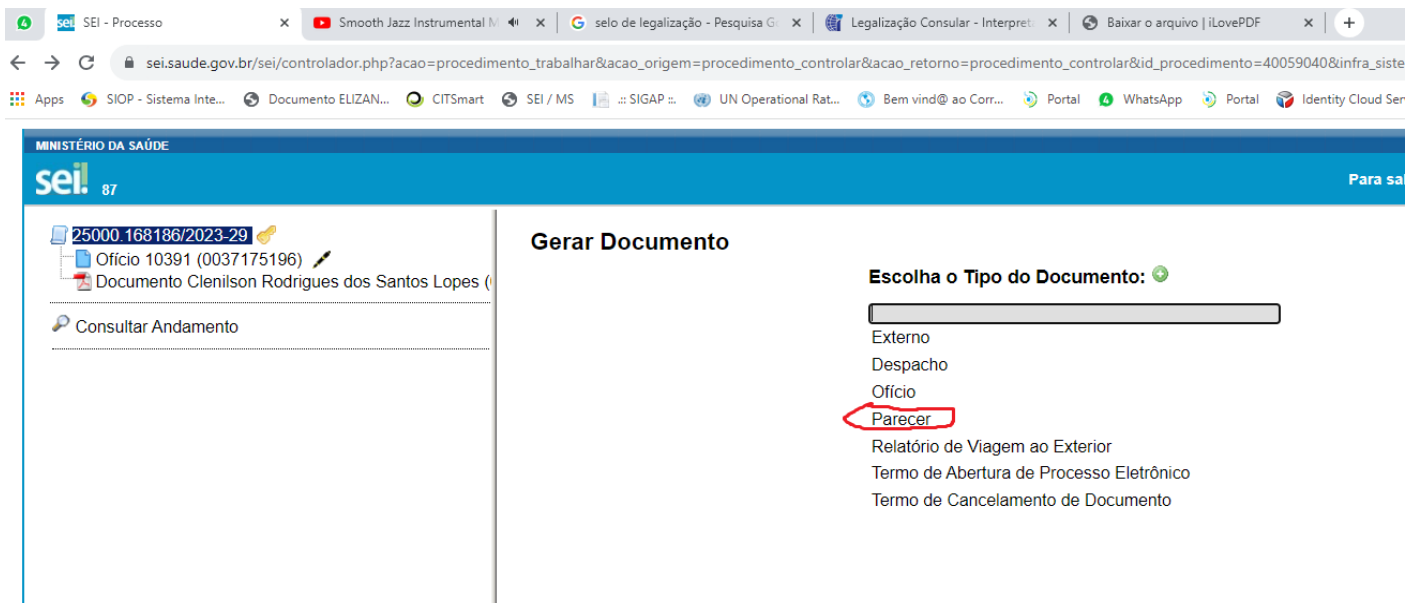 SEI - Processo
Smooth Jazz Instrumental M
selo de legalização - Pesquisa G
Legalização Consular - Interpret
Baixar o arquivo | iLovePDF
sei.saude.gov.br/sei/controlador.php?acao=procedimento_trabalhar&acao_origem=procedimento_controlar&acao_retorno=procedimento_controlar&id_procedimento=40059040&infra_siste
Apps
SIOP - Sistema Inte...
Documento ELIZAN...
CITSmart
SEI / MS
.:: SIGAP ::.
UN Operational Rat...
Bem vind@ ao Corr...
Portal
WhatsApp
Portal
Identity Cloud Ser
MINISTÉRIO DA SAÚDE
sei! 87
Para sal
25000.168186/2023-29
Ofício 10391 (0037175196)
Documento Clenilson Rodrigues dos Santos Lopes (
Consultar Andamento
Gerar Documento
Escolha o Tipo do Documento:
Externo
Despacho
Ofício
Parecer
Relatório de Viagem ao Exterior
Termo de Abertura de Processo Eletrônico
Termo de Cancelamento de Documento